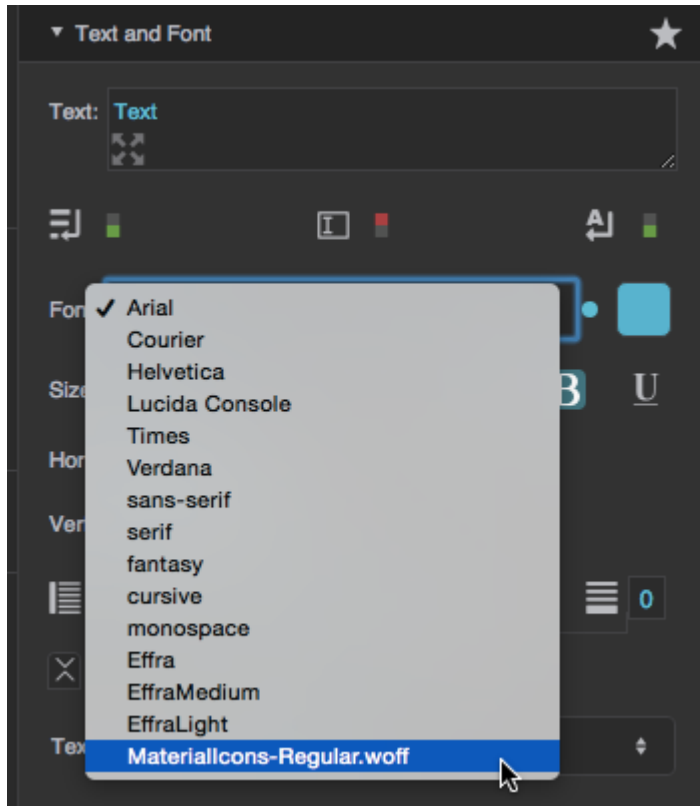 Text and Font
Text: Text
Fon
Arial
Courier
Helvetica
Lucida Console
Times
Verdana
sans-serif
serif
fantasy
cursive
monospace
Effra
EffraMedium
EffraLight
MaterialIcons-Regular.woff
Size
B U
Hor
Ver
0
Tex